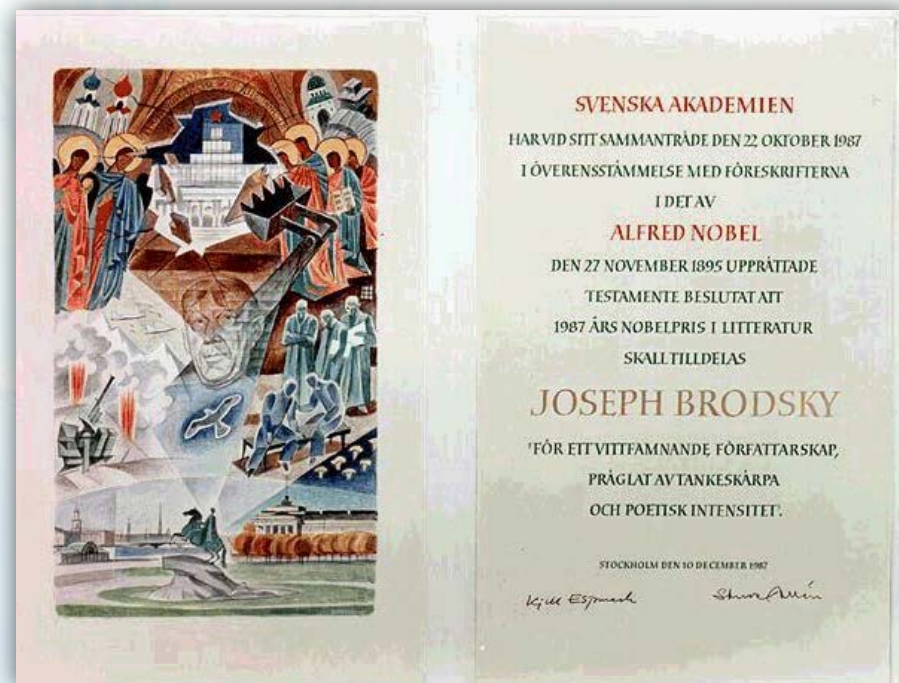 SVENSKA AKADEMIEN
HAR VID SITT SAMMANTRÄDE DEN 22 OKTOBER 1987
I ÖVERENSSTÄMMELSE MED FÖRESKRIFTERNA
I DET AV
ALFRED NOBEL
DEN 27 NOVEMBER 1895 UPPRÄTTADE
TESTAMENTE BESLUTAT ATT
1987 ÅRS NOBELPRIS I LITTERATUR
SKALL TILLDELAS
JOSEPH BRODSKY
'FÖR ETT VITTFAMNANDE FÖRFATTARSKAP,
PRÄGLAT AV TANKESKÄRPA
OCH POETISK INTENSITET'.
STOCKHOLM DEN 10 DECEMBER 1987
Kjell Espmark Sture Allén